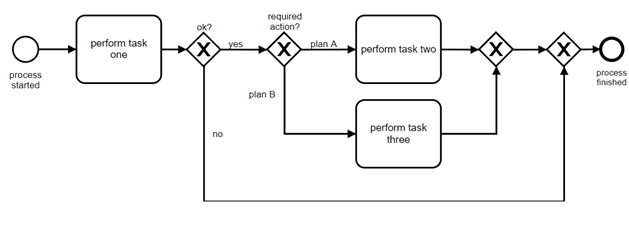 process
started
perform task
one
ok?
yes
required
action?
plan A
perform task two
plan B
perform task
three
no
process
finished